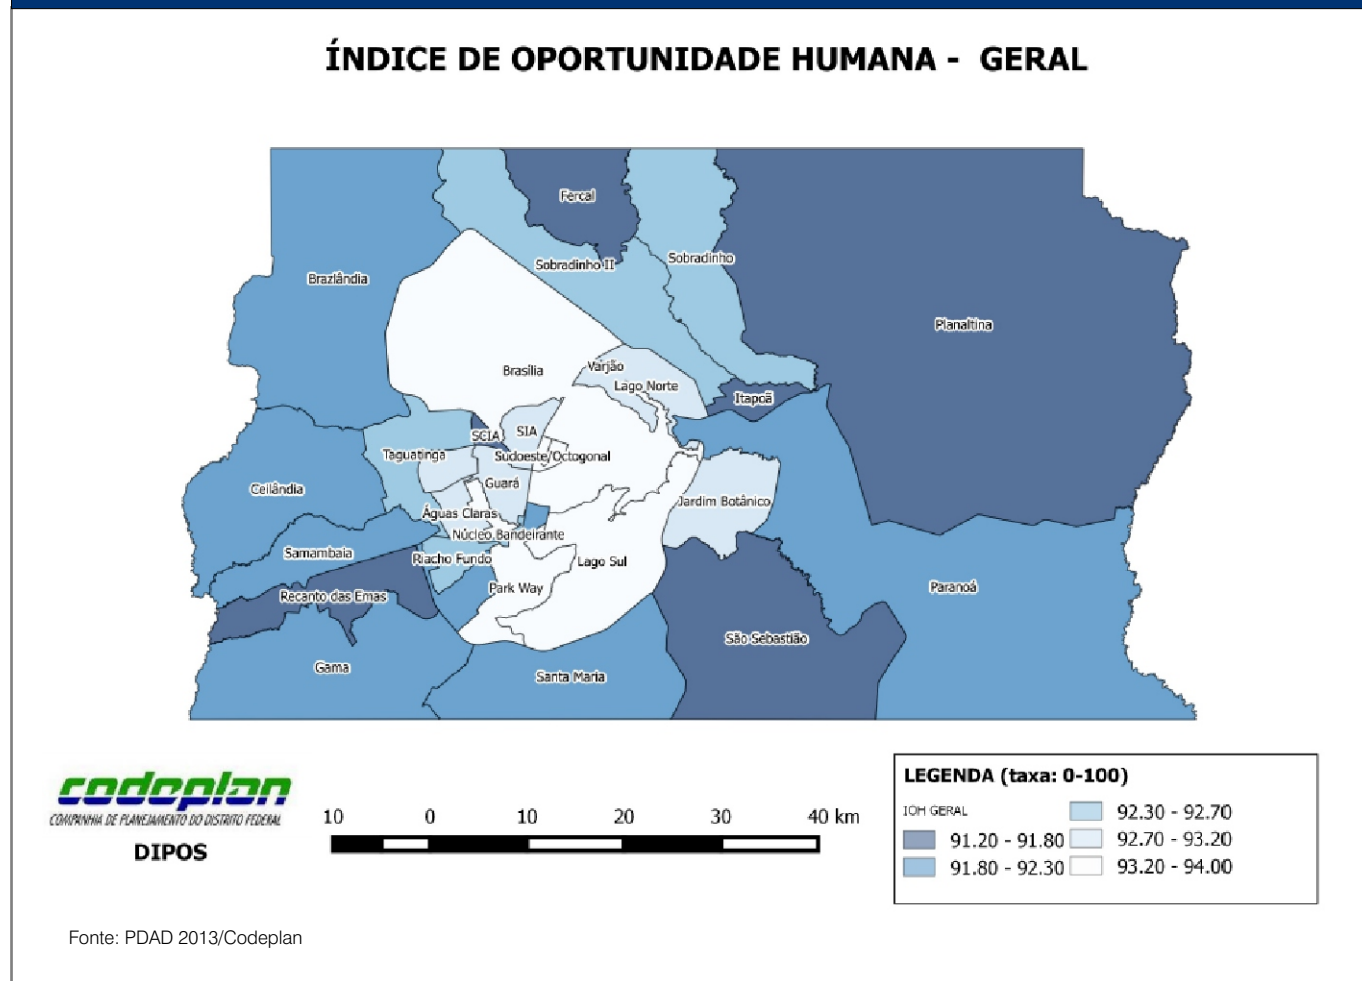 ÍNDICE DE OPORTUNIDADE HUMANA - GERAL
Fercal
Sobradinho II
Sobradinho
Brazlândia
Planaltina
Brasília
Varjão
Lago Norte
Itapoã
SCIA
SIA
Taguatinga
Sudoeste/Octogonal
Guará
Ceilândia
Jardim Botânico
Águas Claras
Núcleo Bandeirante
Samambaia
Riacho Fundo
Lago Sul
Park Way
Paranoá
Recanto das Emas
São Sebastião
Gama
Santa Maria
codeplan
COMPANHIA DE PLANEJAMENTO DO DISTRITO FEDERAL
DIPOS
10 0 10 20 30 40 km
LEGENDA (taxa: 0-100)
IOH GERAL
91.20 - 91.80
91.80 - 92.30
92.30 - 92.70
92.70 - 93.20
93.20 - 94.00
Fonte: PDAD 2013/Codeplan